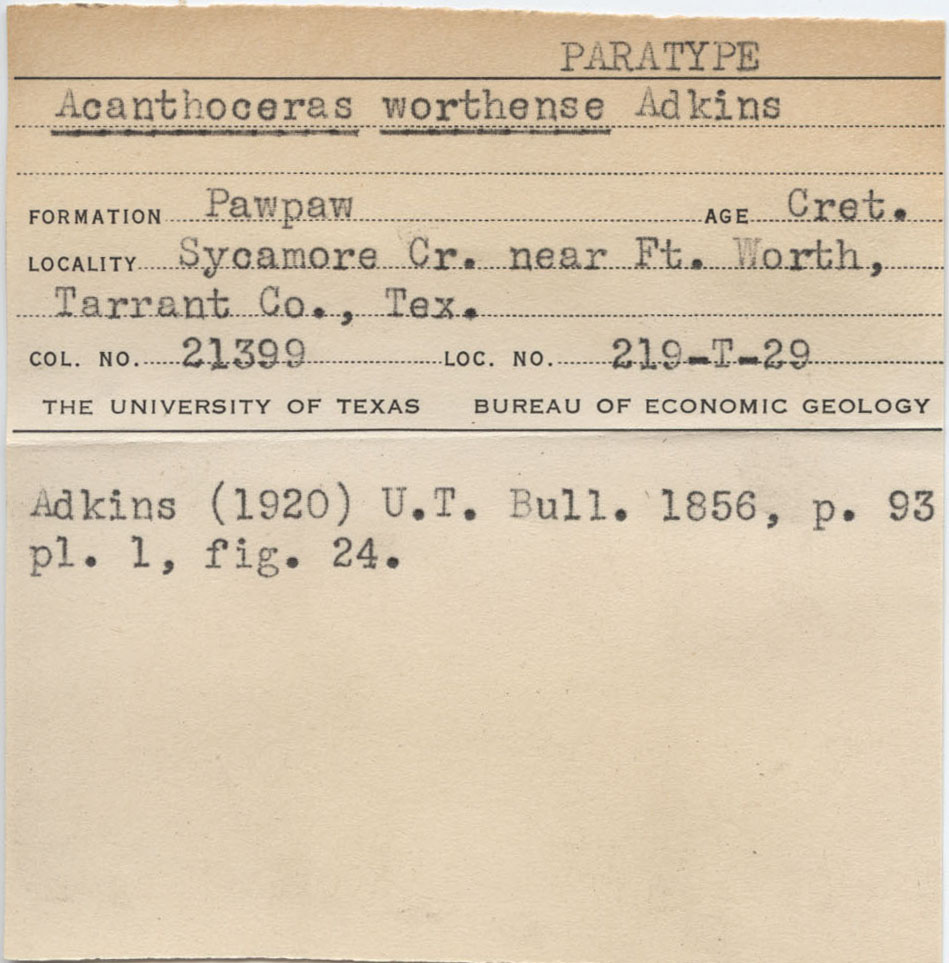 PARATYPE
Acanthoceras worthense Adkins
FORMATION Pawpaw AGE Cret.
LOCALITY Sycamore Cr. near Ft. Worth,
Tarrant Co., Tex.
COL. NO. 21399 LOC. NO. 219-T-29
THE UNIVERSITY OF TEXAS BUREAU OF ECONOMIC GEOLOGY
Adkins (1920) U.T. Bull. 1856, p. 93
pl. 1, fig. 24.